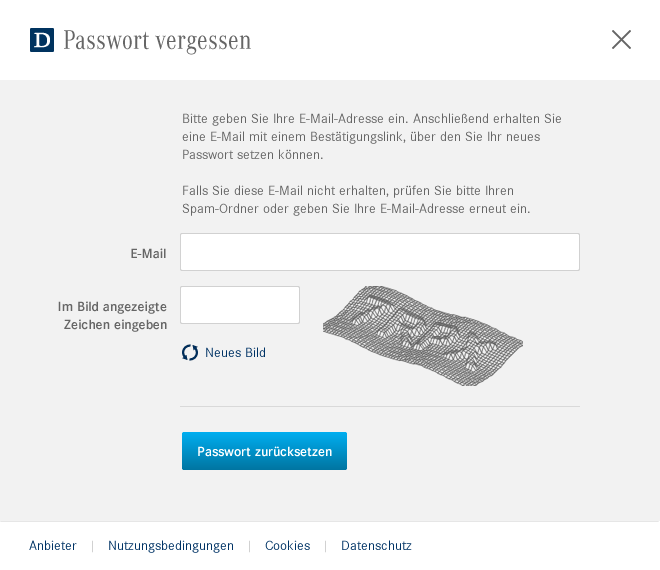 D Passwort vergessen
Bitte geben Sie Ihre E-Mail-Adresse ein. Anschließend erhalten Sie
eine E-Mail mit einem Bestätigungslink, über den Sie Ihr neues
Passwort setzen können.
Falls Sie diese E-Mail nicht erhalten, prüfen Sie bitte Ihren
Spam-Ordner oder geben Sie Ihre E-Mail-Adresse erneut ein.
E-Mail
Im Bild angezeigte
Zeichen eingeben
Neues Bild
Passwort zurücksetzen
Anbieter | Nutzungsbedingungen | Cookies | Datenschutz